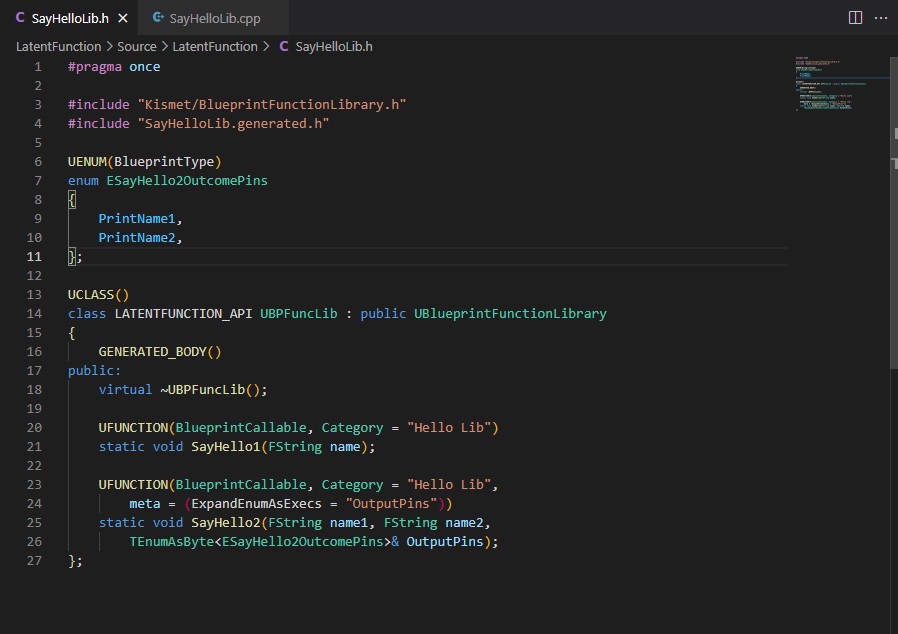 C SayHelloLib.h × C++ SayHelloLib.cpp
LatentFunction > Source > LatentFunction > C SayHelloLib.h
1 #pragma once
2
3 #include "Kismet/BlueprintFunctionLibrary.h"
4 #include "SayHelloLib.generated.h"
5
6 UENUM(BlueprintType)
7 enum ESayHello2OutcomePins
8 {
9     PrintName1,
10     PrintName2,
11 };
12
13 UCLASS()
14 class LATENTFUNCTION_API UBPFuncLib : public UBlueprintFunctionLibrary
15 {
16     GENERATED_BODY()
17 public:
18     virtual ~UBPFuncLib();
19
20     UFUNCTION(BlueprintCallable, Category = "Hello Lib")
21     static void SayHello1(FString name);
22
23     UFUNCTION(BlueprintCallable, Category = "Hello Lib",
24         meta = (ExpandEnumAsExecs = "OutputPins"))
25     static void SayHello2(FString name1, FString name2,
26         TEnumAsByte<ESayHello2OutcomePins>& OutputPins);
27 };